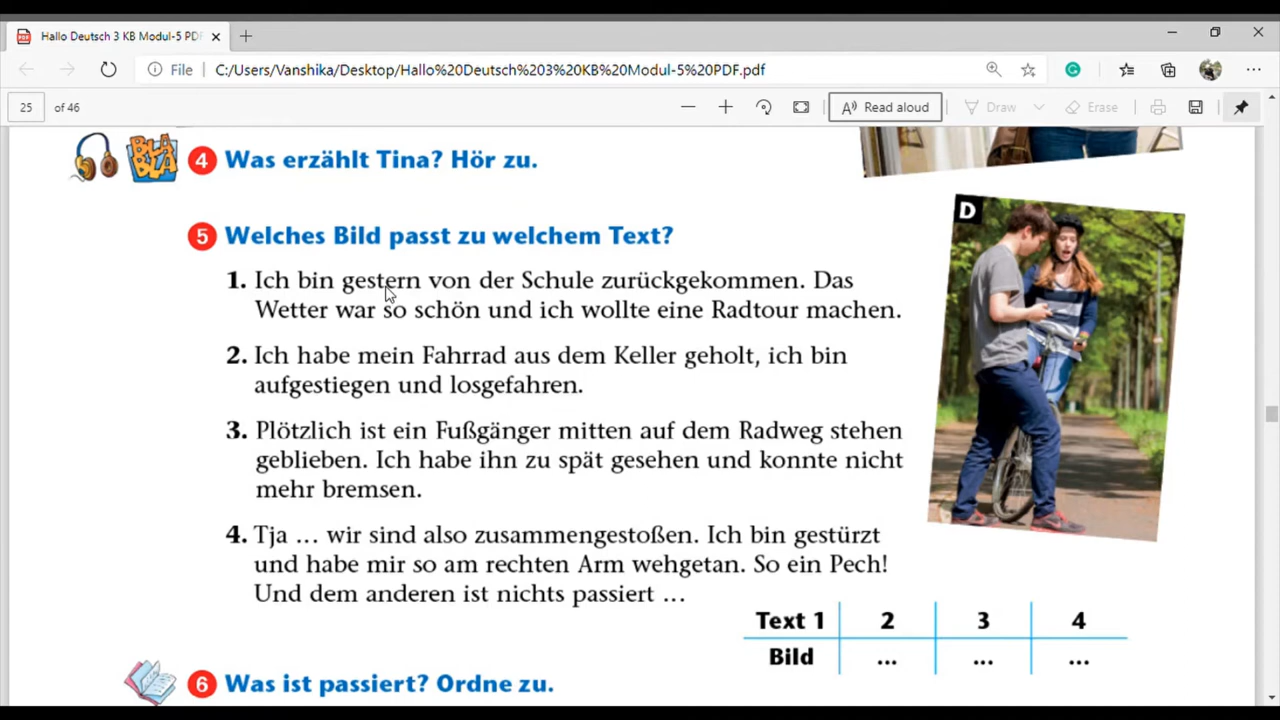 Hallo Deutsch 3 KB Modul-5 PDF
File C:/Users/Vanshika/Desktop/Hallo%20Deutsch%203%20KB%20Modul-5%20PDF.pdf
25 of 46 Read aloud Draw Erase
BLA BLA
4 Was erzählt Tina? Hör zu.
D
5 Welches Bild passt zu welchem Text?
1. Ich bin gestern von der Schule zurückgekommen. Das
Wetter war so schön und ich wollte eine Radtour machen.
2. Ich habe mein Fahrrad aus dem Keller geholt, ich bin
aufgestiegen und losgefahren.
3. Plötzlich ist ein Fußgänger mitten auf dem Radweg stehen
geblieben. Ich habe ihn zu spät gesehen und konnte nicht
mehr bremsen.
4. Tja ... wir sind also zusammengestoßen. Ich bin gestürzt
und habe mir so am rechten Arm wehgetan. So ein Pech!
Und dem anderen ist nichts passiert ...
Text 1 2 3 4
Bild ... ... ...
6 Was ist passiert? Ordne zu.